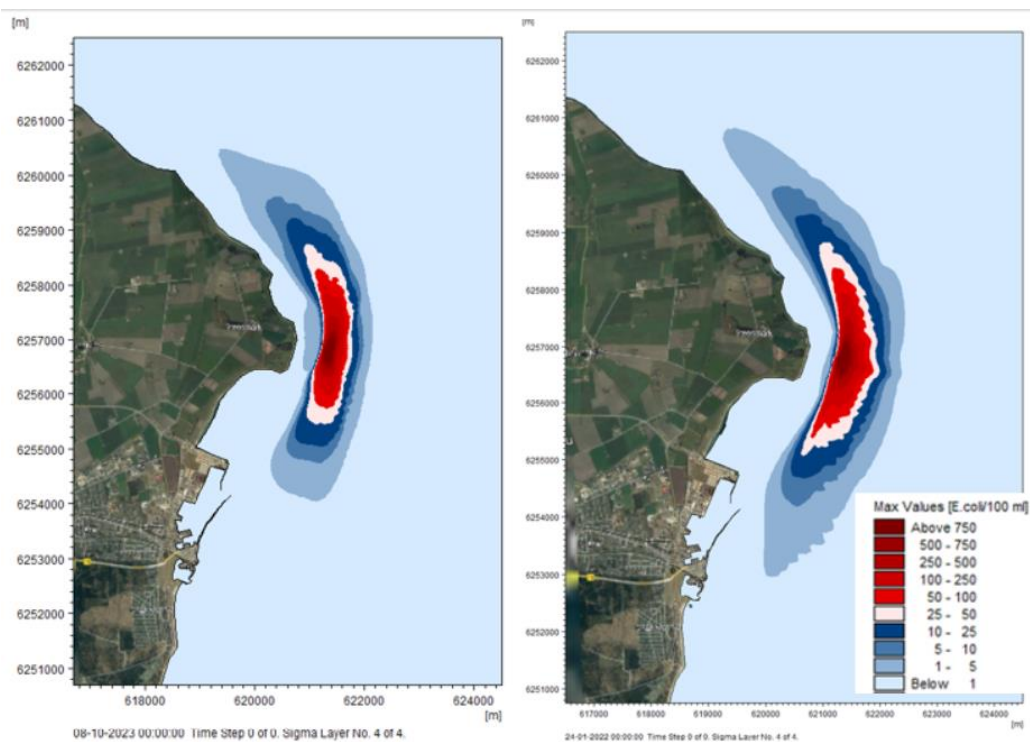 [m]
6262000
6261000
6260000
6259000
6258000
6257000
6256000
6255000
6254000
6253000
6252000
6251000
618000
620000
622000
624000
[m]
08-10-2023 00:00:00 Time Step 0 of 0. Sigma Layer No. 4 of 4.
[m]
6262000
6261000
6260000
6259000
6258000
6257000
6256000
6255000
6254000
6253000
6252000
6251000
617000
618000
619000
620000
621000
622000
623000
624000
[m]
24-01-2022 00:00:00 Time Step 0 of 0. Sigma Layer No. 4 of 4.
Max Values [E.coli/100 ml]
Above 750
500 - 750
250 - 500
100 - 250
50 - 100
25 - 50
10 - 25
5 - 10
1 - 5
Below 1